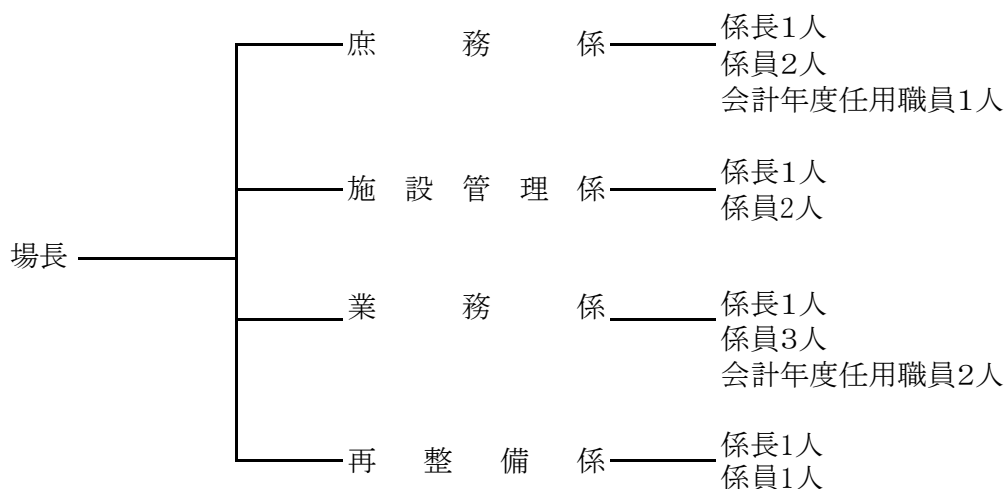 場長
庶務係
係長1人
係員2人
会計年度任用職員1人
施設管理係
係長1人
係員2人
業務係
係長1人
係員3人
会計年度任用職員2人
再整備係
係長1人
係員1人